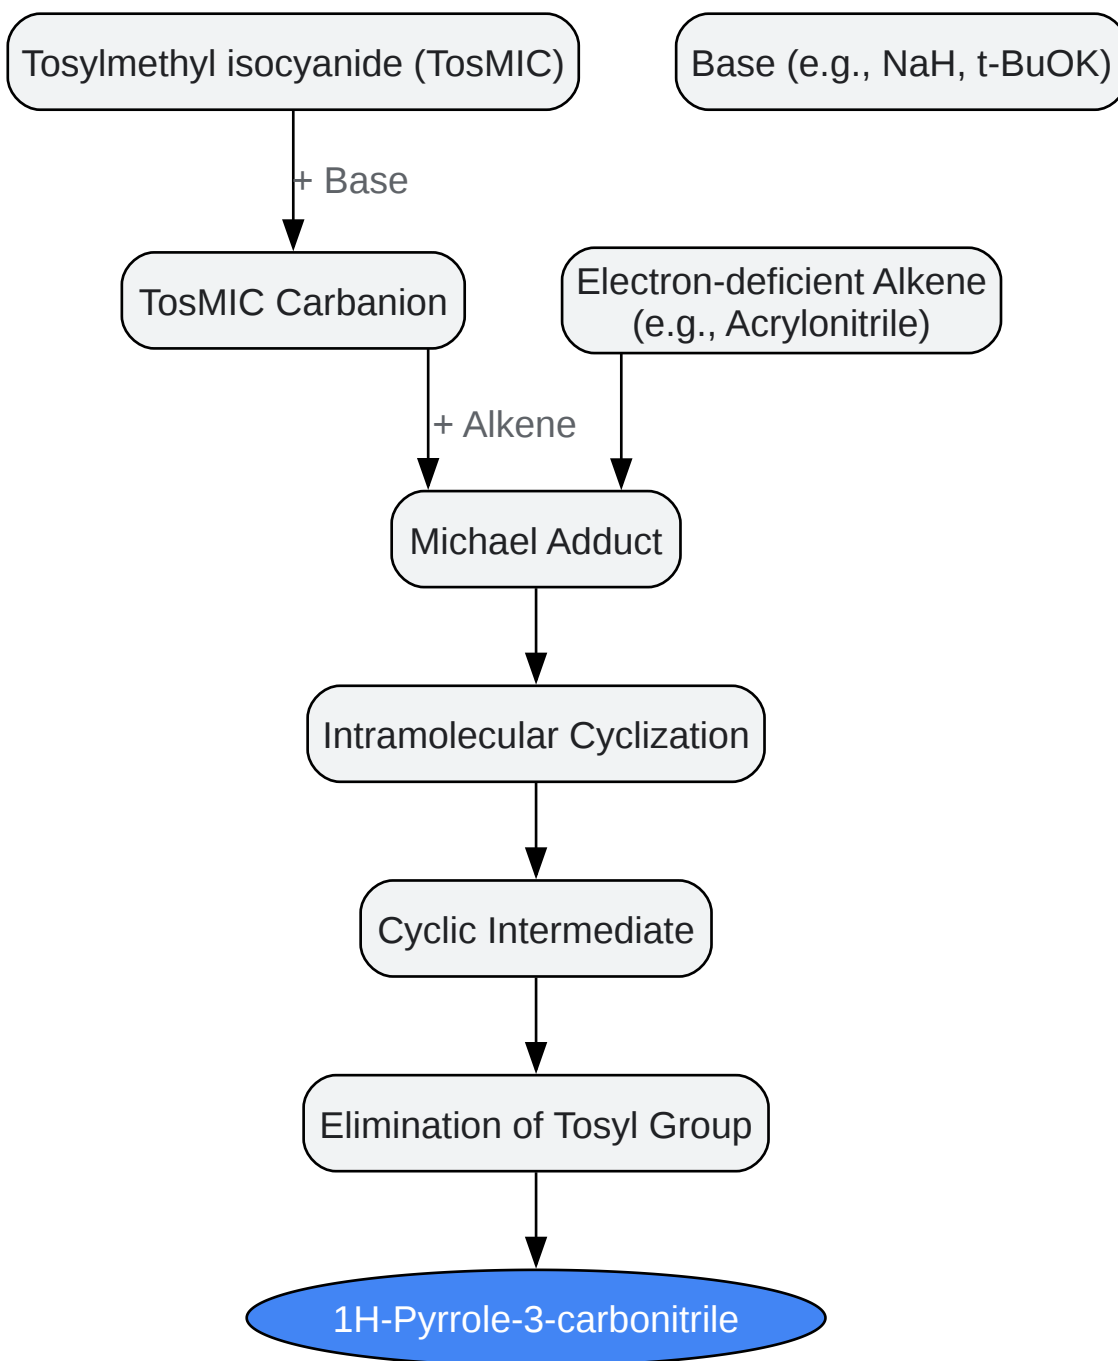 Tosylmethyl isocyanide (TosMIC)
Base (e.g., NaH, t-BuOK)
+ Base
TosMIC Carbanion
Electron-deficient Alkene
(e.g., Acrylonitrile)
+ Alkene
Michael Adduct
Intramolecular Cyclization
Cyclic Intermediate
Elimination of Tosyl Group
1H-Pyrrole-3-carbonitrile